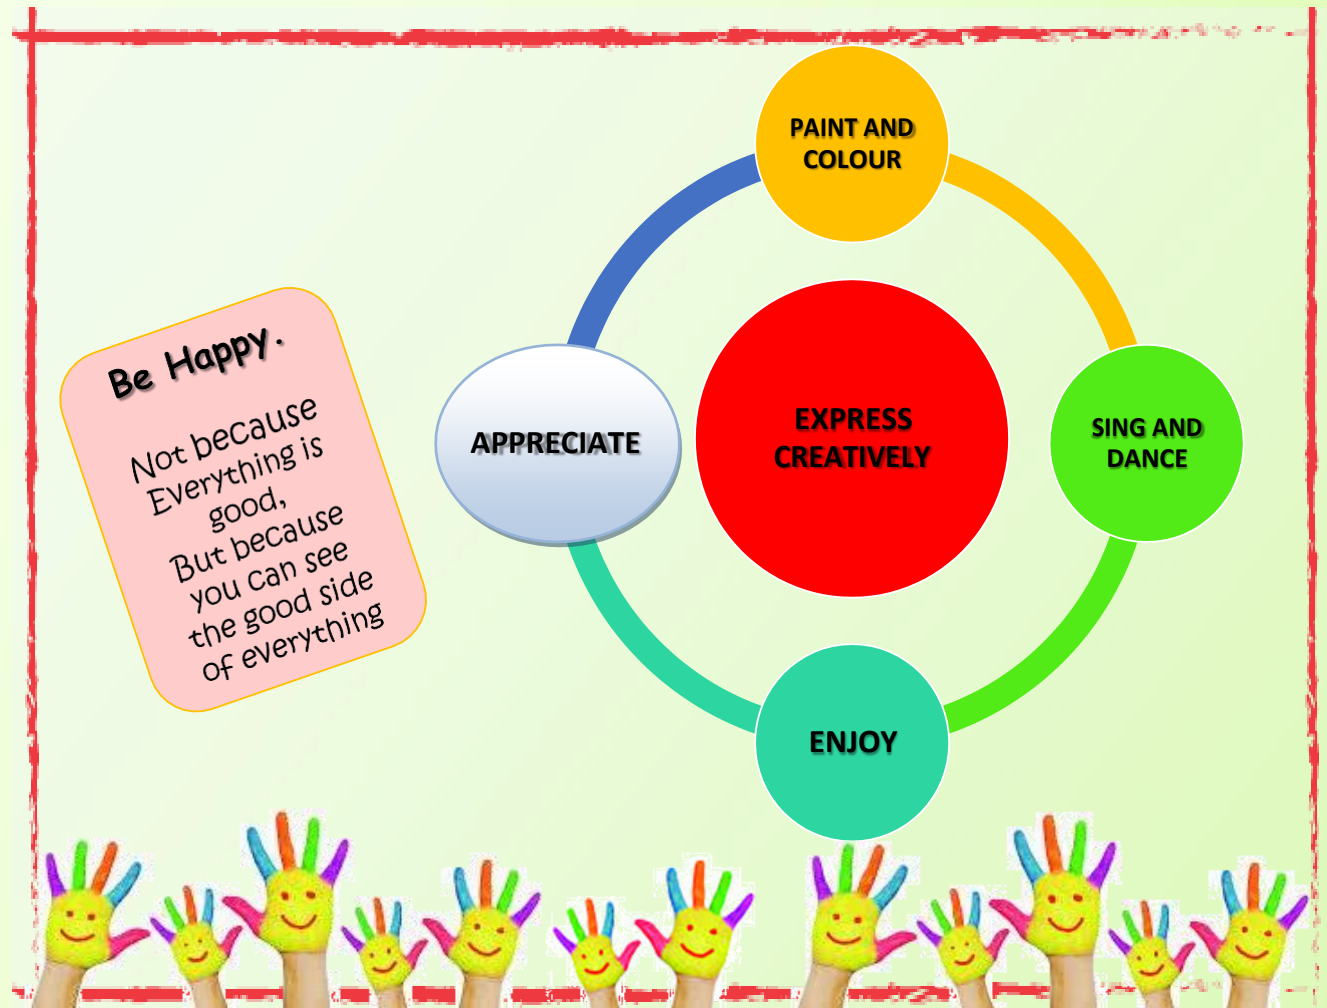 Be Happy.
Not because
Everything is
good,
But because
you can see
the good side
of everything
PAINT AND
COLOUR
SING AND
DANCE
ENJOY
APPRECIATE
EXPRESS
CREATIVELY